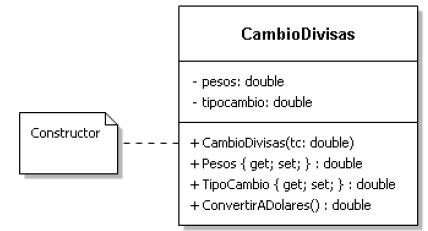 CambioDivisas
- pesos: double
- tipocambio: double
Constructor
+ CambioDivisas(tc: double)
+ Pesos { get; set; } : double
+ TipoCambio { get; set; } : double
+ ConvertirADolares() : double